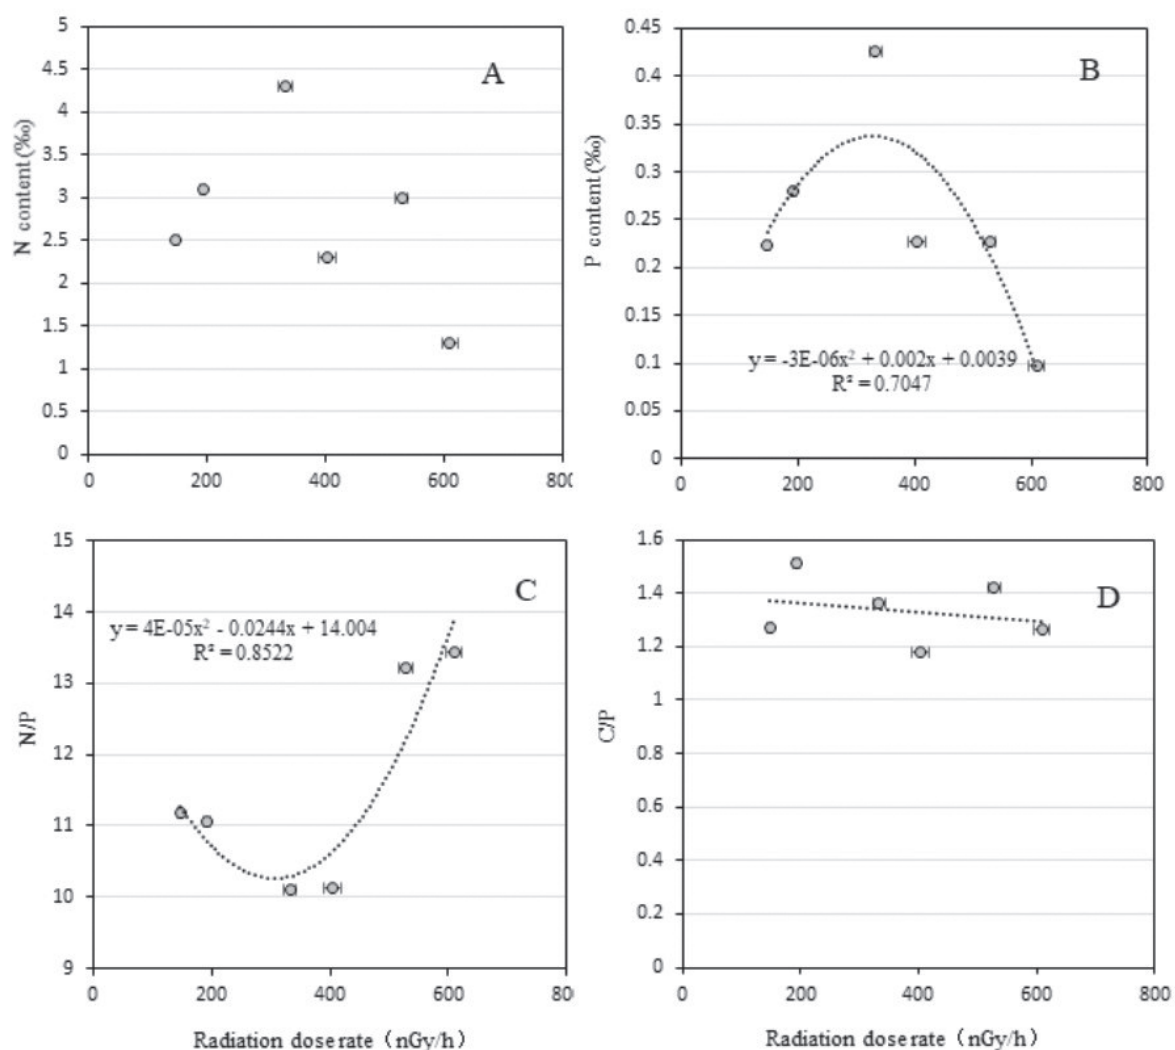 5
4.5
4
3.5
3
2.5
2
1.5
1
0.5
0
N content(‰)
A
0 200 400 600 80
0.45
0.4
0.35
0.3
0.25
0.2
0.15
0.1
0.05
0
P content(‰)
B
y = -3E-06x² + 0.002x + 0.0039
R² = 0.7047
0 200 400 600 800
15
14
13
12
11
10
9
N/P
C
y = 4E-05x² - 0.0244x + 14.004
R² = 0.8522
0 200 400 600 80
Radiation dose rate (nGy/h)
1.6
1.4
1.2
1
0.8
0.6
0.4
0.2
0
C/P
D
0 200 400 600 800
Radiation dose rate (nGy/h)